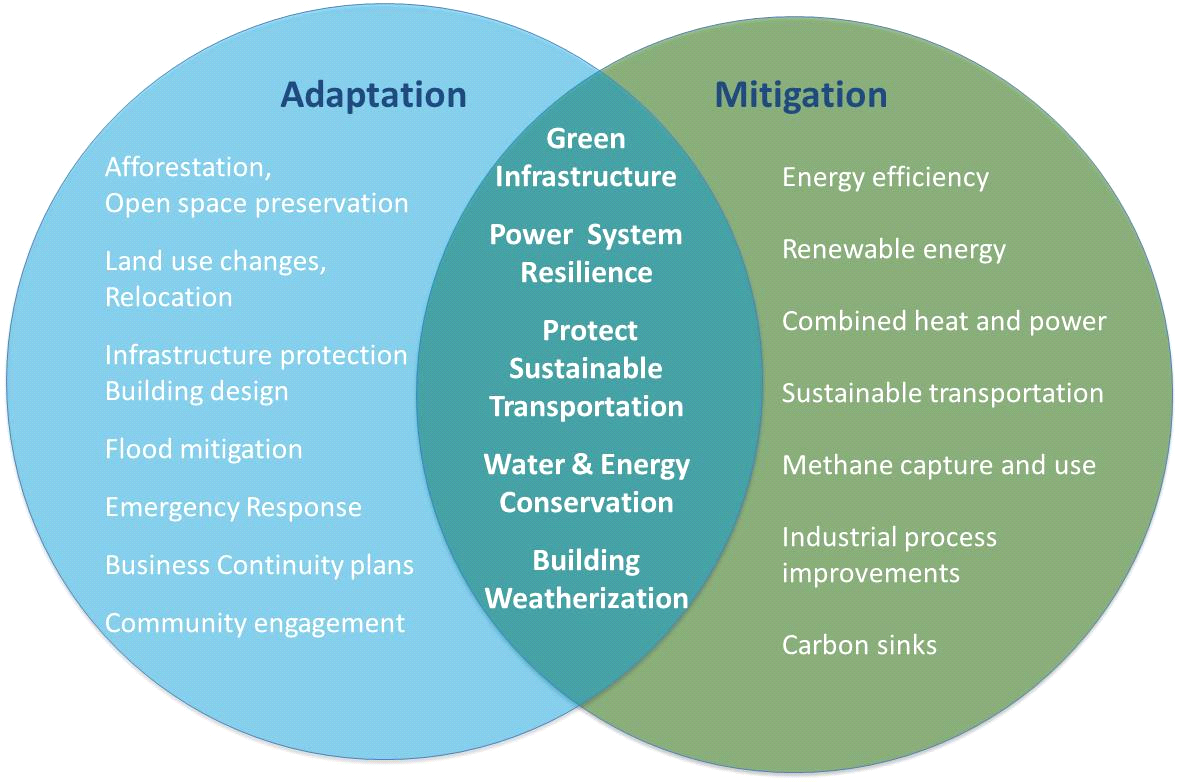 Adaptation
Afforestation,
Open space preservation
Land use changes,
Relocation
Infrastructure protection
Building design
Flood mitigation
Emergency Response
Business Continuity plans
Community engagement
Green
Infrastructure
Power  System
Resilience
Protect
Sustainable
Transportation
Water & Energy
Conservation
Building
Weatherization
Mitigation
Energy efficiency
Renewable energy
Combined heat and power
Sustainable transportation
Methane capture and use
Industrial process
improvements
Carbon sinks